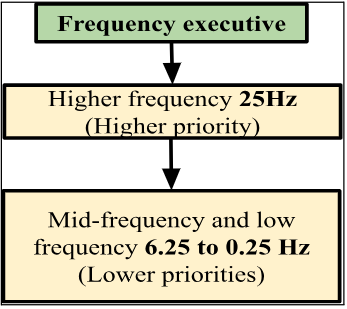 Frequency executive
Higher frequency 25Hz
(Higher priority)
Mid-frequency and low
frequency 6.25 to 0.25 Hz
(Lower priorities)